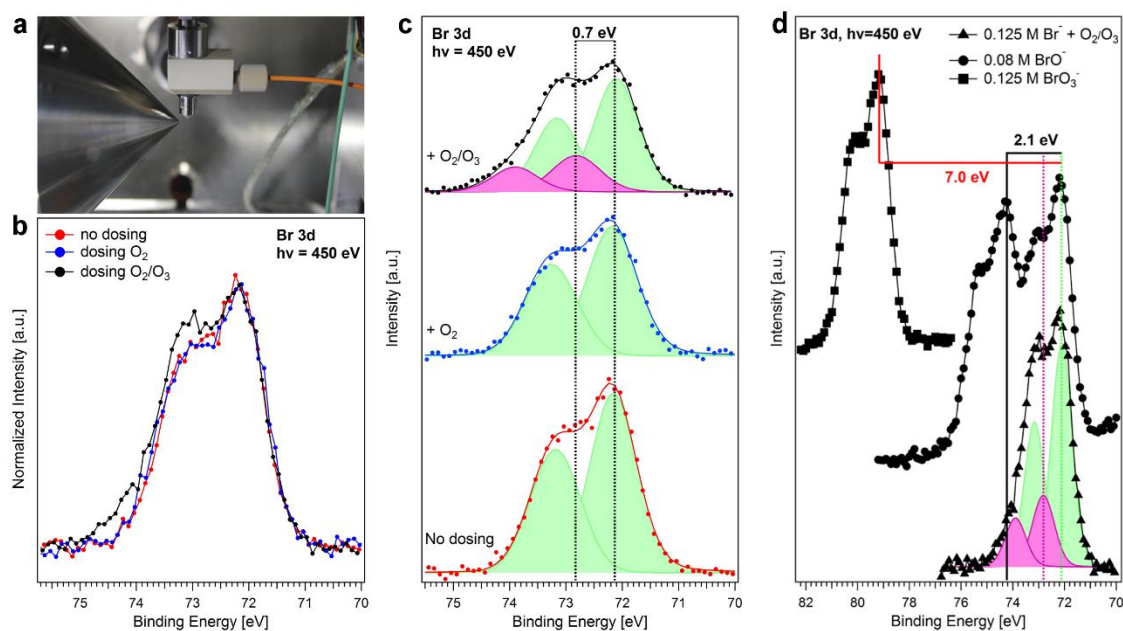 a
b
Br 3d
hν = 450 eV
no dosing
dosing O₂
dosing O₂/O₃
Normalized Intensity [a.u.]
75 74 73 72 71 70
Binding Energy [eV]
c
Br 3d
hν = 450 eV
0.7 eV
+ O₂/O₃
+ O₂
No dosing
Intensity [a.u.]
75 74 73 72 71 70
Binding Energy [eV]
d
Br 3d, hν=450 eV
0.125 M Br⁻ + O₂/O₃
0.08 M BrO⁻
0.125 M BrO₃⁻
2.1 eV
7.0 eV
Intensity [a.u.]
82 80 78 76 74 72 70
Binding Energy [eV]